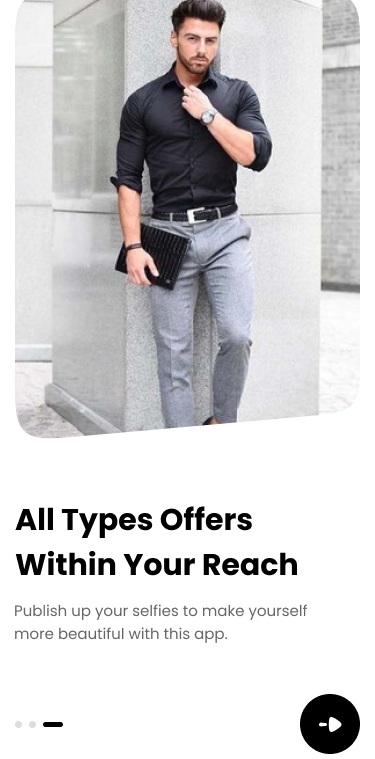 All Types Offers
Within Your Reach
Publish up your selfies to make yourself
more beautiful with this app.